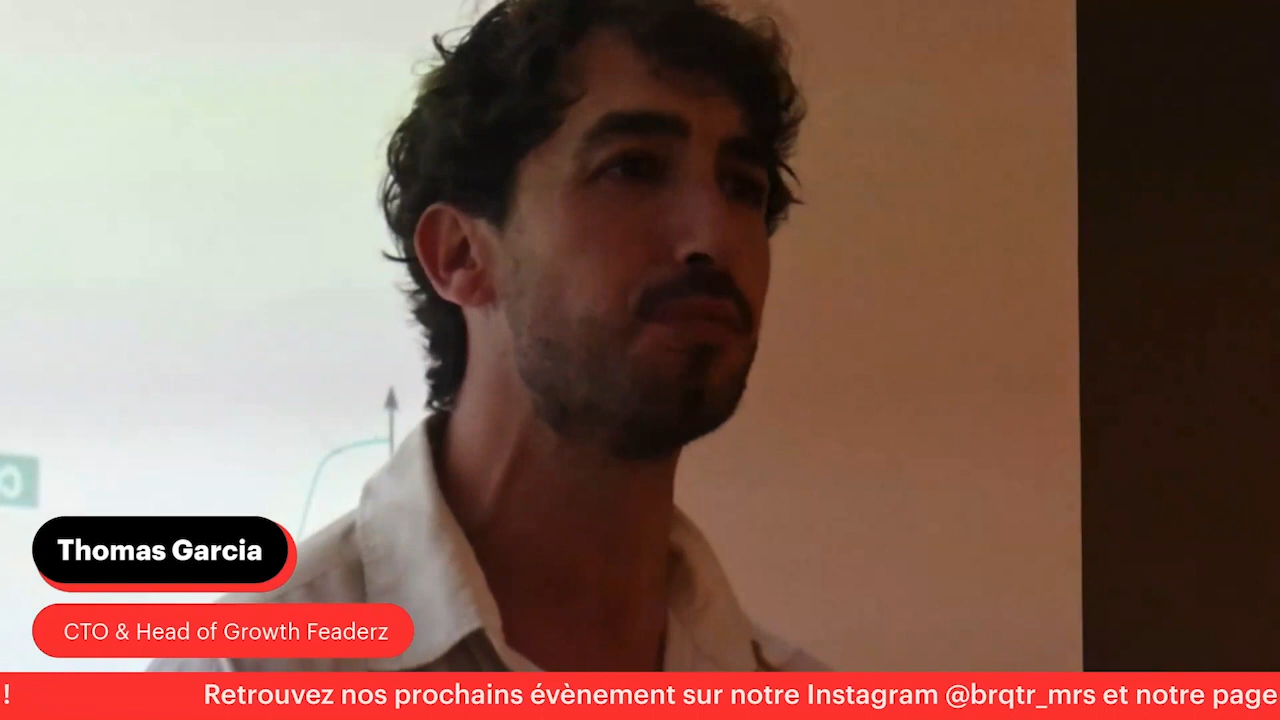 Thomas Garcia
CTO & Head of Growth Feaderz
! Retrouvez nos prochains évènement sur notre Instagram @brqtr_mrs et notre page